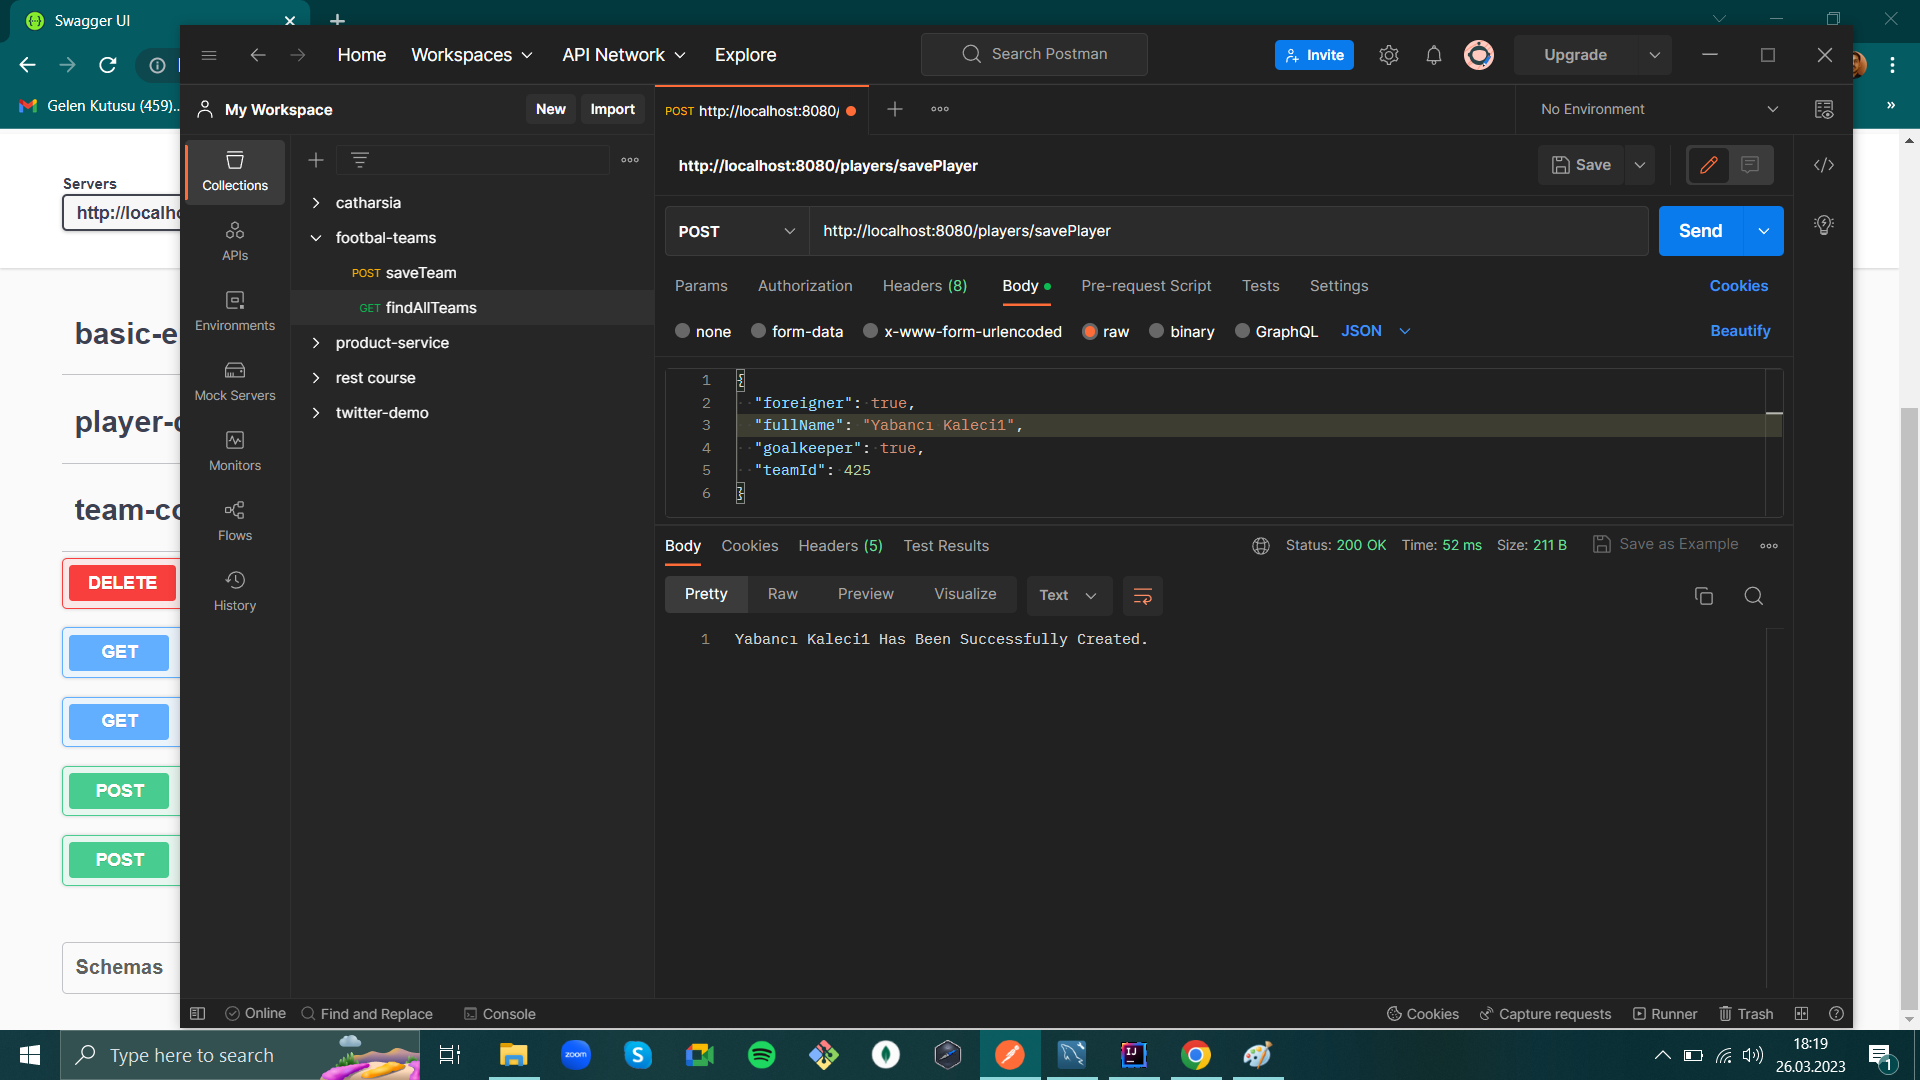 Swagger UI
Gelen Kutusu (459)...
Servers
http://localho
basic-e
player-c
team-co
DELETE
GET
GET
POST
POST
Schemas
Home
Workspaces
API Network
Explore
Search Postman
Invite
Upgrade
My Workspace
New
Import
POST http://localhost:8080/
No Environment
Collections
APIs
Environments
Mock Servers
Monitors
Flows
History
catharsia
footbal-teams
POST saveTeam
GET findAllTeams
product-service
rest course
twitter-demo
http://localhost:8080/players/savePlayer
Save
POST
http://localhost:8080/players/savePlayer
Send
Params
Authorization
Headers (8)
Body
Pre-request Script
Tests
Settings
Cookies
none
form-data
x-www-form-urlencoded
raw
binary
GraphQL
JSON
Beautify
1 {
2 "foreigner": true,
3 "fullName": "Yabancı Kaleci1",
4 "goalkeeper": true,
5 "teamId": 425
6 }
Body
Cookies
Headers (5)
Test Results
Status: 200 OK
Time: 52 ms
Size: 211 B
Save as Example
Pretty
Raw
Preview
Visualize
Text
1 Yabancı Kaleci1 Has Been Successfully Created.
Online
Find and Replace
Console
Cookies
Capture requests
Runner
Trash
Type here to search
zoom
18:19
26.03.2023
1